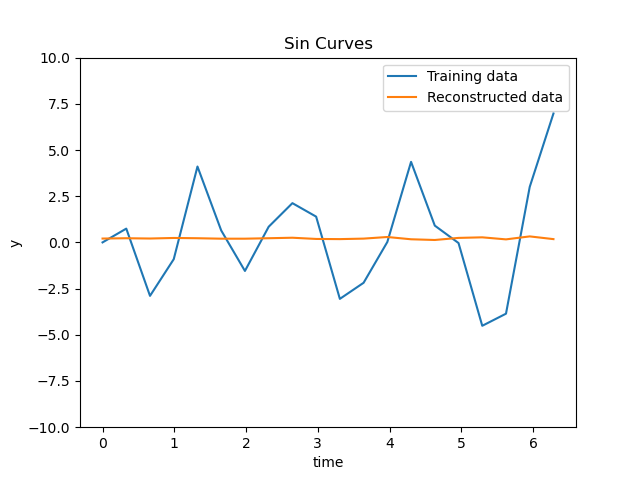 Sin Curves
Training data
Reconstructed data
10.0
7.5
5.0
2.5
0.0
−2.5
−5.0
−7.5
−10.0
y
0 1 2 3 4 5 6
time